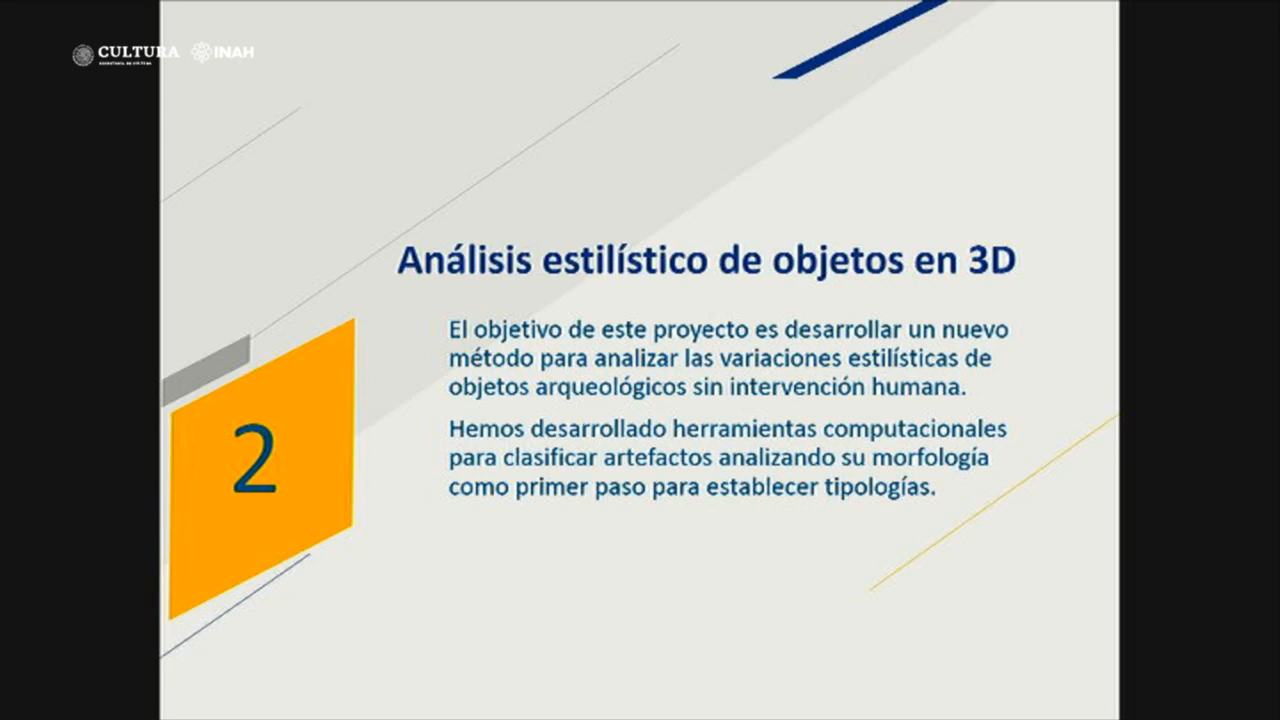 CULTURA
SECRETARÍA DE CULTURA
INAH
Análisis estilístico de objetos en 3D
El objetivo de este proyecto es desarrollar un nuevo
método para analizar las variaciones estilísticas de
objetos arqueológicos sin intervención humana.
2
Hemos desarrollado herramientas computacionales
para clasificar artefactos analizando su morfología
como primer paso para establecer tipologías.